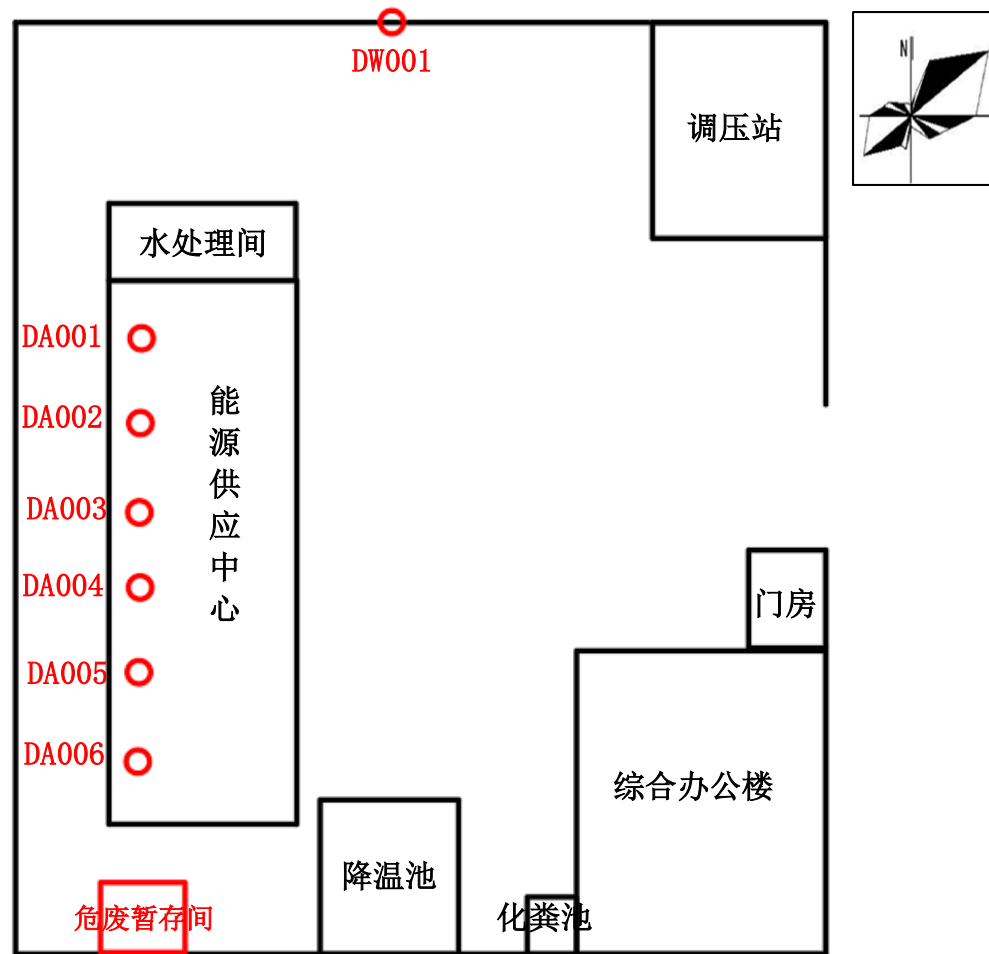 DW001
N
调压站
水处理间
DA001
DA002
能源供应中心
DA003
DA004
门房
DA005
DA006
综合办公楼
降温池
危废暂存间
化粪池